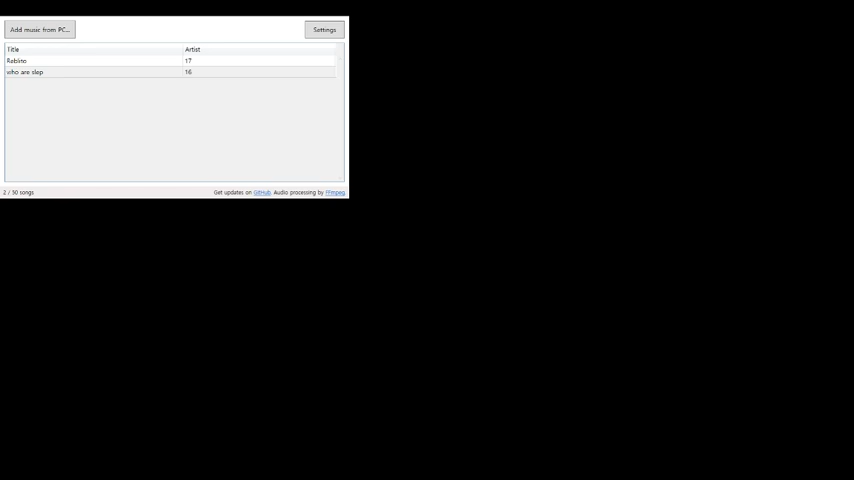 Add music from PC... Settings
Title Artist
Reblito 17
who are slep 16
2 / 50 songs Get updates on GitHub. Audio processing by FFmpeg.